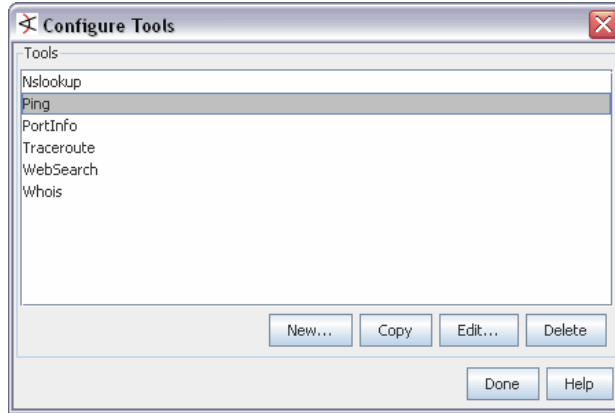 Configure Tools
Tools
Nslookup
Ping
PortInfo
Traceroute
WebSearch
Whois
New... Copy Edit... Delete
Done Help